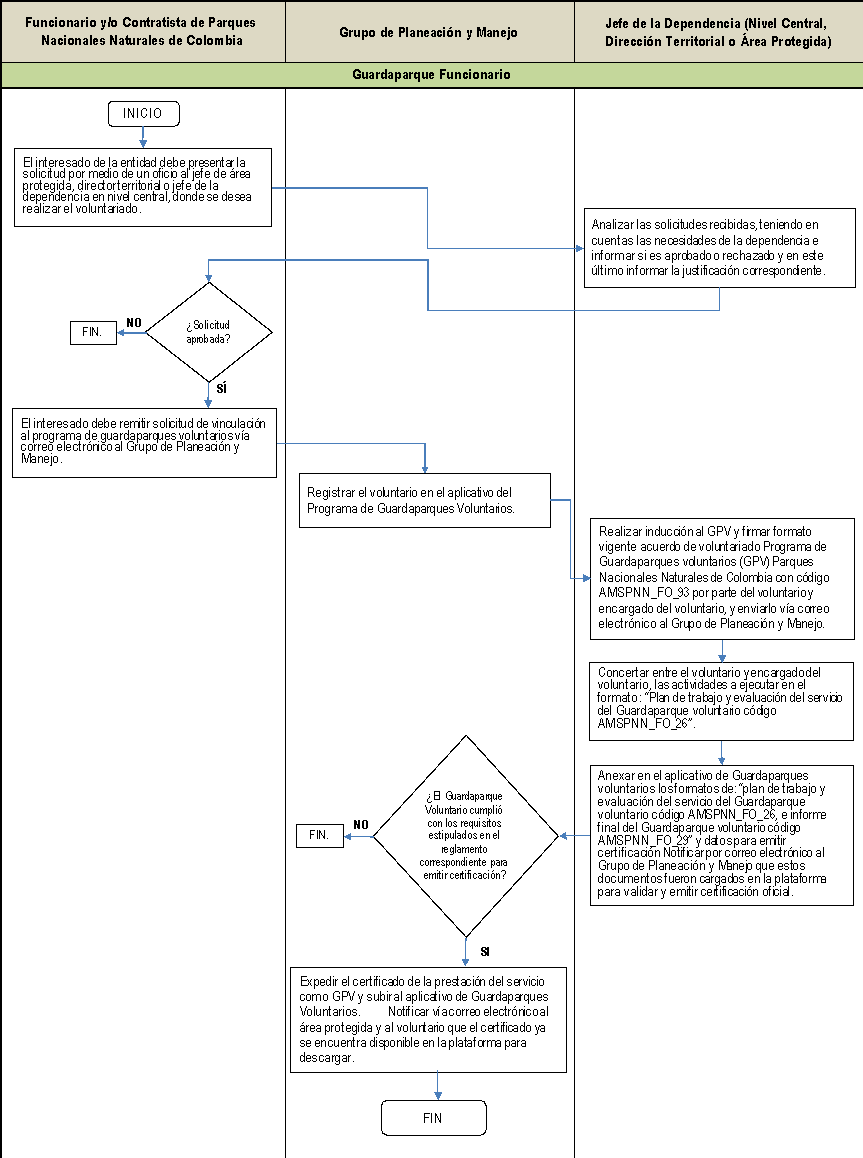 Funcionario y/o Contratista de Parques
Nacionales Naturales de Colombia
Grupo de Planeación y Manejo
Jefe de la Dependencia (Nivel Central,
Dirección Territorial o Área Protegida)
Guardaparque Funcionario
INICIO
El interesado de la entidad debe presentar la
solicitud por medio de un oficio al jefe de área
protegida, director territorial o jefe de la
dependencia en nivel central, donde se desea
realizar el voluntariado.
Analizar las solicitudes recibidas, teniendo en
cuentas las necesidades de la dependencia e
informar si es aprobado o rechazado y en este
último informar la justificación correspondiente.
¿Solicitud
aprobada?
NO
FIN.
SÍ
El interesado debe remitir solicitud de vinculación
al programa de guardaparques voluntarios vía
correo electrónico al Grupo de Planeación y
Manejo.
Registrar el voluntario en el aplicativo del
Programa de Guardaparques Voluntarios.
Realizar inducción al GPV y firmar formato
vigente acuerdo de voluntariado Programa de
Guardaparques voluntarios (GPV) Parques
Nacionales Naturales de Colombia con código
AMSPNN_FO_93 por parte del voluntario y
encargado del voluntario, y enviarlo vía correo
electrónico al Grupo de Planeación y Manejo.
Concertar entre el voluntario y encargado del
voluntario, las actividades a ejecutar en el
formato: “Plan de trabajo y evaluación del servicio
del Guardaparque voluntario código
AMSPNN_FO_26”.
Anexar en el aplicativo de Guardaparques
voluntario los formatos de: “plan de trabajo y
evaluación del servicio del Guardaparque
voluntario código AMSPNN_FO_26, e informe
final del Guardaparque voluntario código
AMSPNN_FO_29” y datos para emitir
certificación Notificar por correo electrónico al
Grupo de Planeación y Manejo que estos
documentos fueron cargados en la plataforma
para validar y emitir certificación oficial.
¿El Guardaparque
Voluntario cumplió
con los requisitos
estipulados en el
reglamento
correspondiente para
emitir certificación?
NO
FIN.
SI
Expedir el certificado de la prestación del servicio
como GPV y subir al aplicativo de Guardaparques
Voluntarios. Notificar vía correo electrónico al
área protegida y al voluntario que el certificado ya
se encuentra disponible en la plataforma para
descargar.
FIN